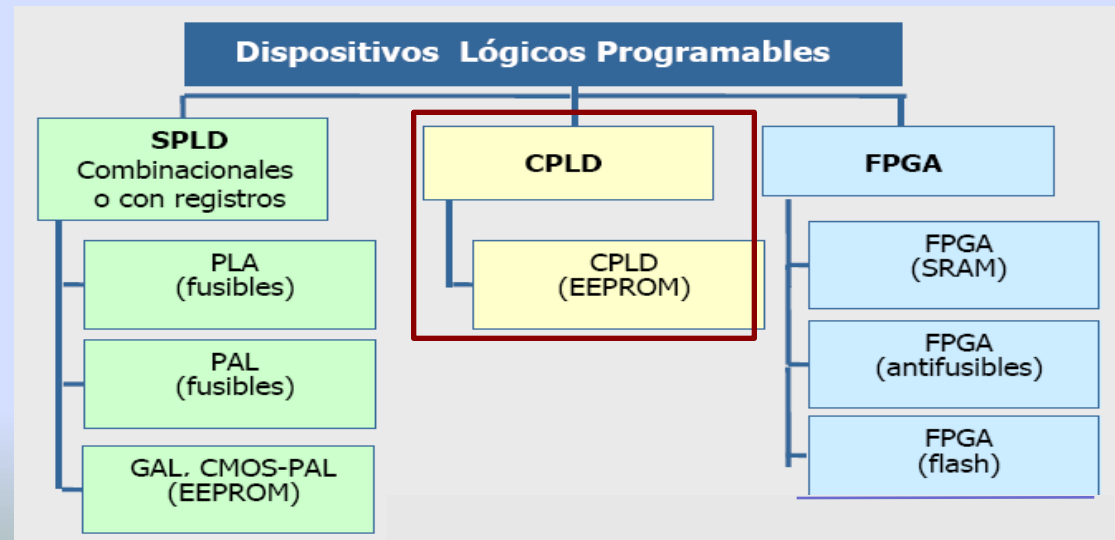 Dispositivos Lógicos Programables
SPLD
Combinacionales
o con registros
PLA
(fusibles)
PAL
(fusibles)
GAL, CMOS-PAL
(EEPROM)
CPLD
CPLD
(EEPROM)
FPGA
FPGA
(SRAM)
FPGA
(antifusibles)
FPGA
(flash)